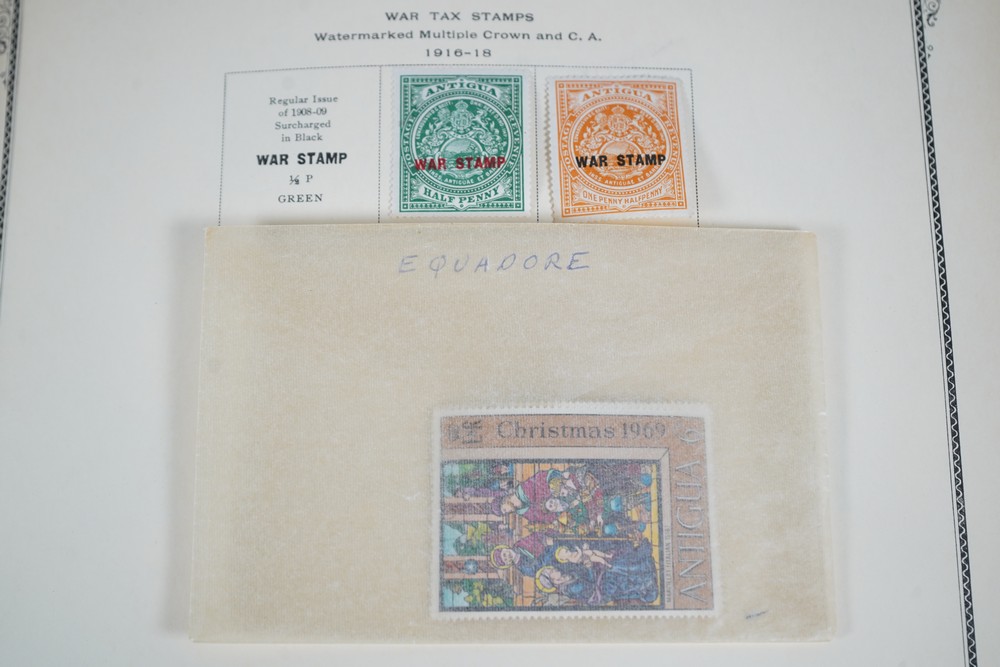 WAR TAX STAMPS
Watermarked Multiple Crown and C. A.
1916-18
Regular Issue
of 1908-09
Surcharged
in Black
WAR STAMP
½ P
GREEN
ANTIGUA
WAR STAMP
HALF PENNY
ANTIGUA
WAR STAMP
ONE PENNY HALFPENNY
EQUADORE
Christmas 1969
ANTIGUA 6